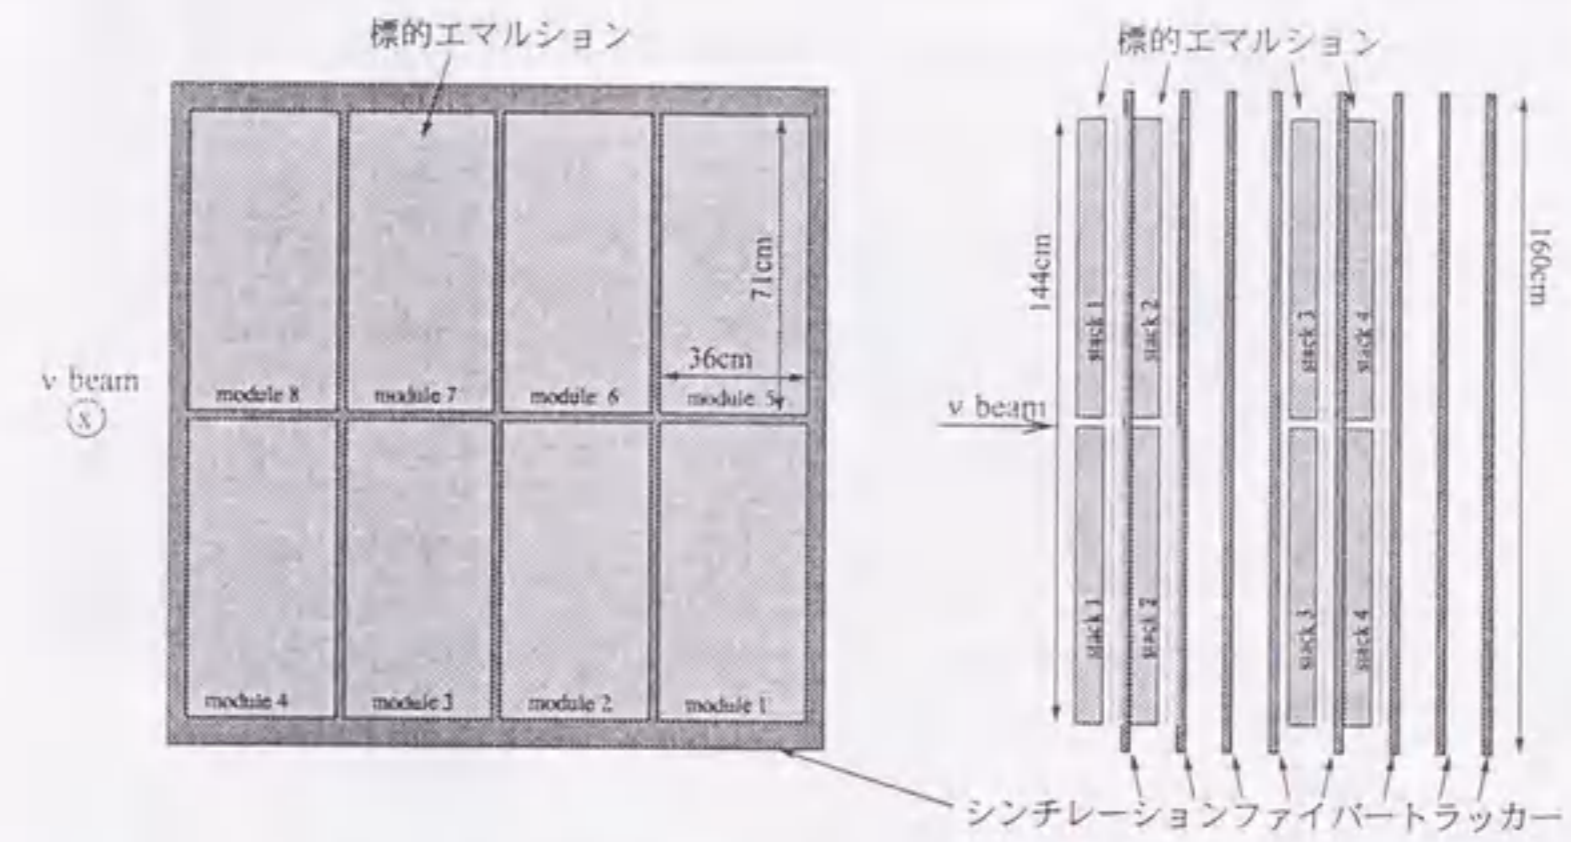 標的エマルション
module 8
module 7
module 6
module 5
71cm
36cm
ν beam
X
module 4
module 3
module 2
module 1
標的エマルション
144cm
160cm
stack 1
stack 2
stack 3
stack 4
ν beam
stack 1
stack 2
stack 3
stack 4
シンチレーションファイバートラッカー